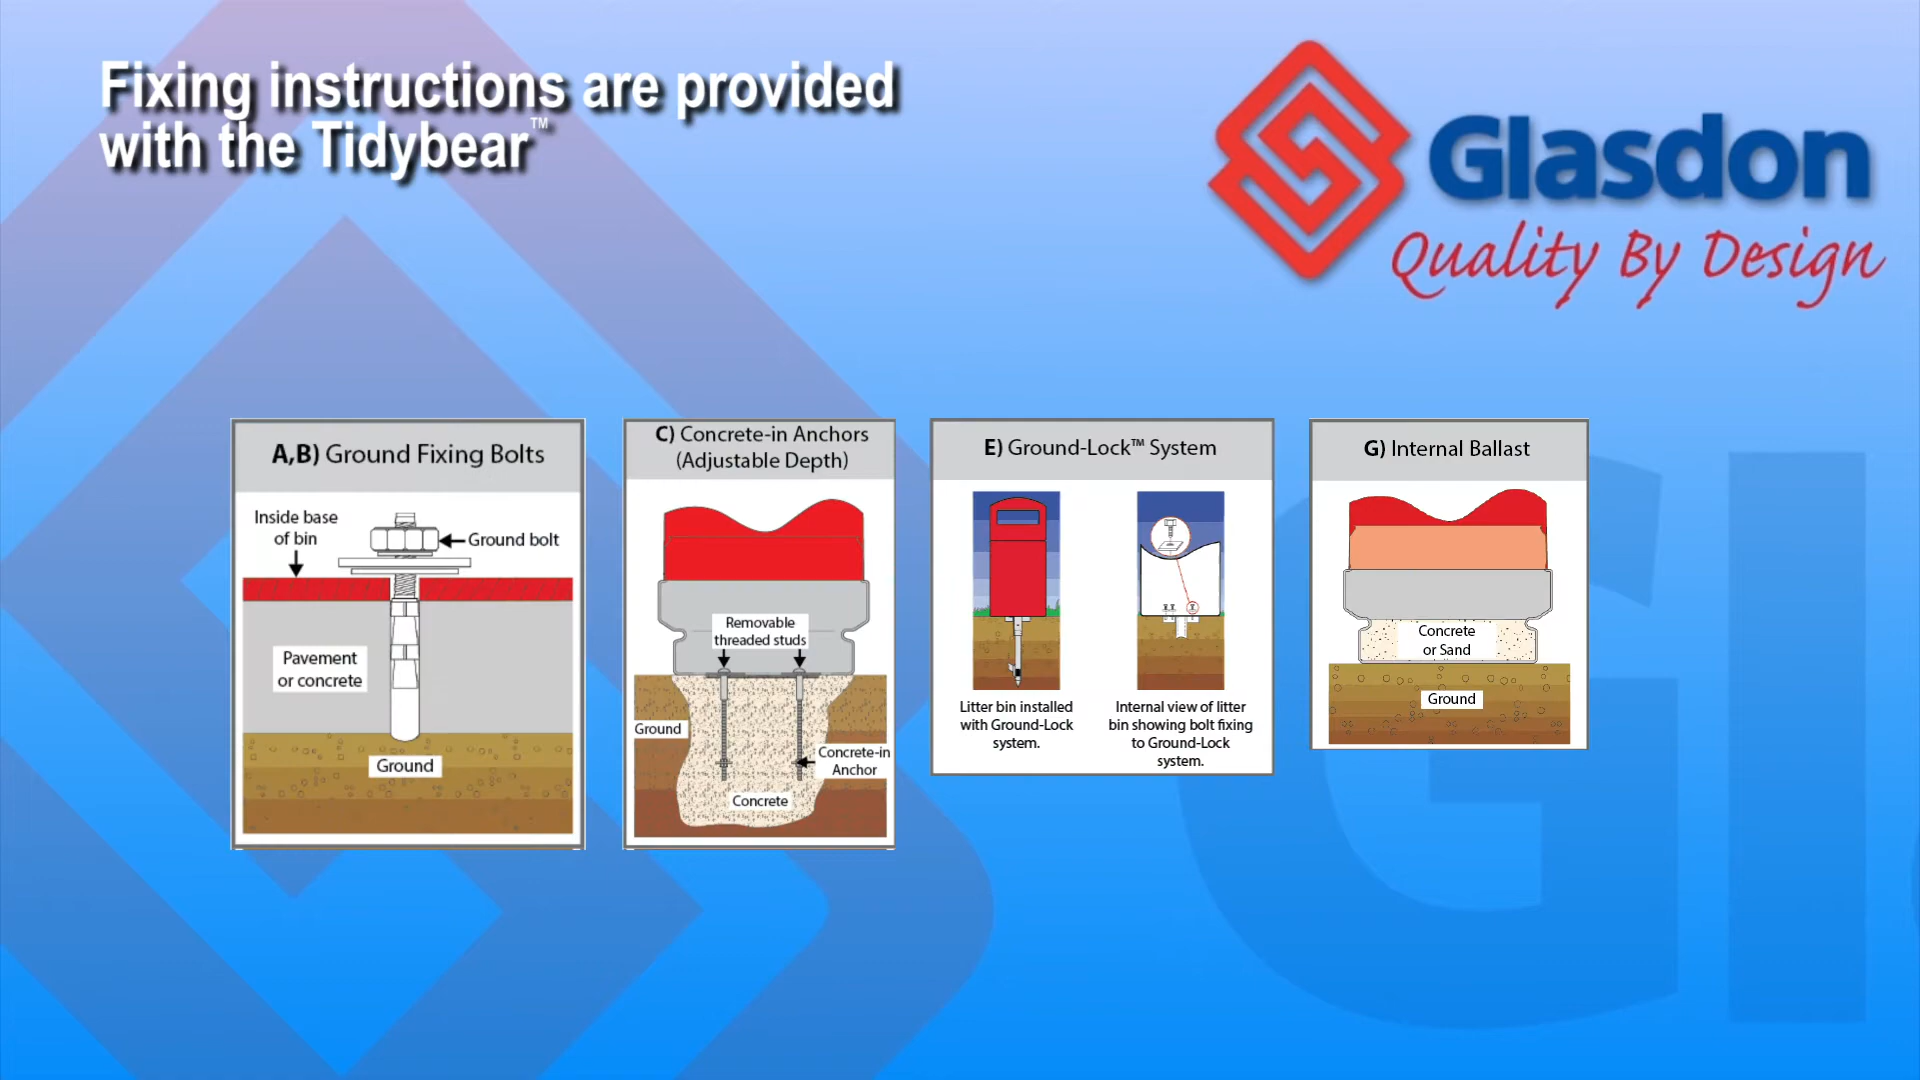 Fixing instructions are provided
with the Tidybear™
Glasdon
Quality By Design
A,B) Ground Fixing Bolts
Inside base
of bin
Ground bolt
Pavement
or concrete
Ground
C) Concrete-in Anchors
(Adjustable Depth)
Removable
threaded studs
Ground
Concrete-in
Anchor
Concrete
E) Ground-Lock™ System
Litter bin installed
with Ground-Lock
system.
Internal view of litter
bin showing bolt fixing
to Ground-Lock
system.
G) Internal Ballast
Concrete
or Sand
Ground
Gl